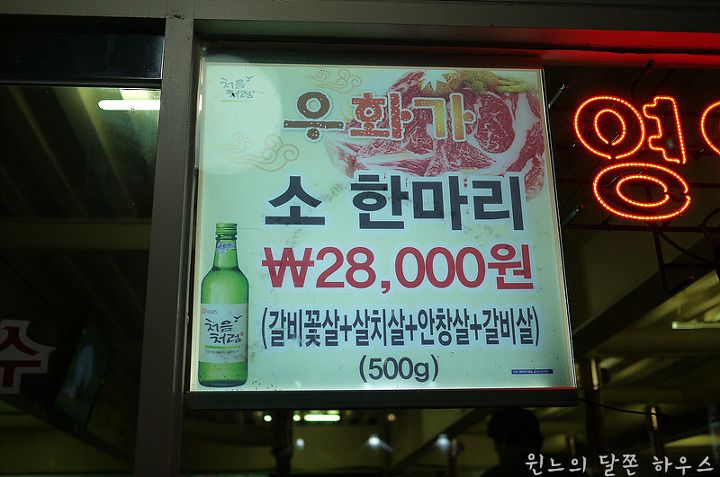 처음처럼
우화가
소 한마리
₩28,000원
(갈비꽃살+살치살+안창살+갈비살)
(500g)
처음처럼
영
수
윈느의 달쫀 하우스